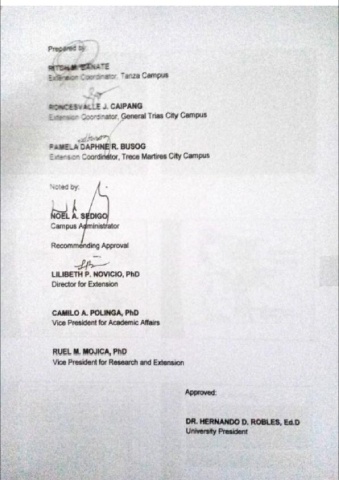 Prepared by:
Extension Coordinator, Tanza Campus
RONCESVALLE J. CAIPANG
Extension Coordinator, General Trias City Campus
PAMELA DAPHNE R. BUSOG
Extension Coordinator, Trece Martires City Campus
Noted by:
NOEL A. SEDIGO
Campus Administrator
Recommending Approval
LILIBETH P. NOVICIO, PhD
Director for Extension
CAMILO A. POLINGA, PhD
Vice President for Academic Affairs
RUEL M. MOJICA, PhD
Vice President for Research and Extension
Approved:
DR. HERNANDO D. ROBLES, Ed.D
University President